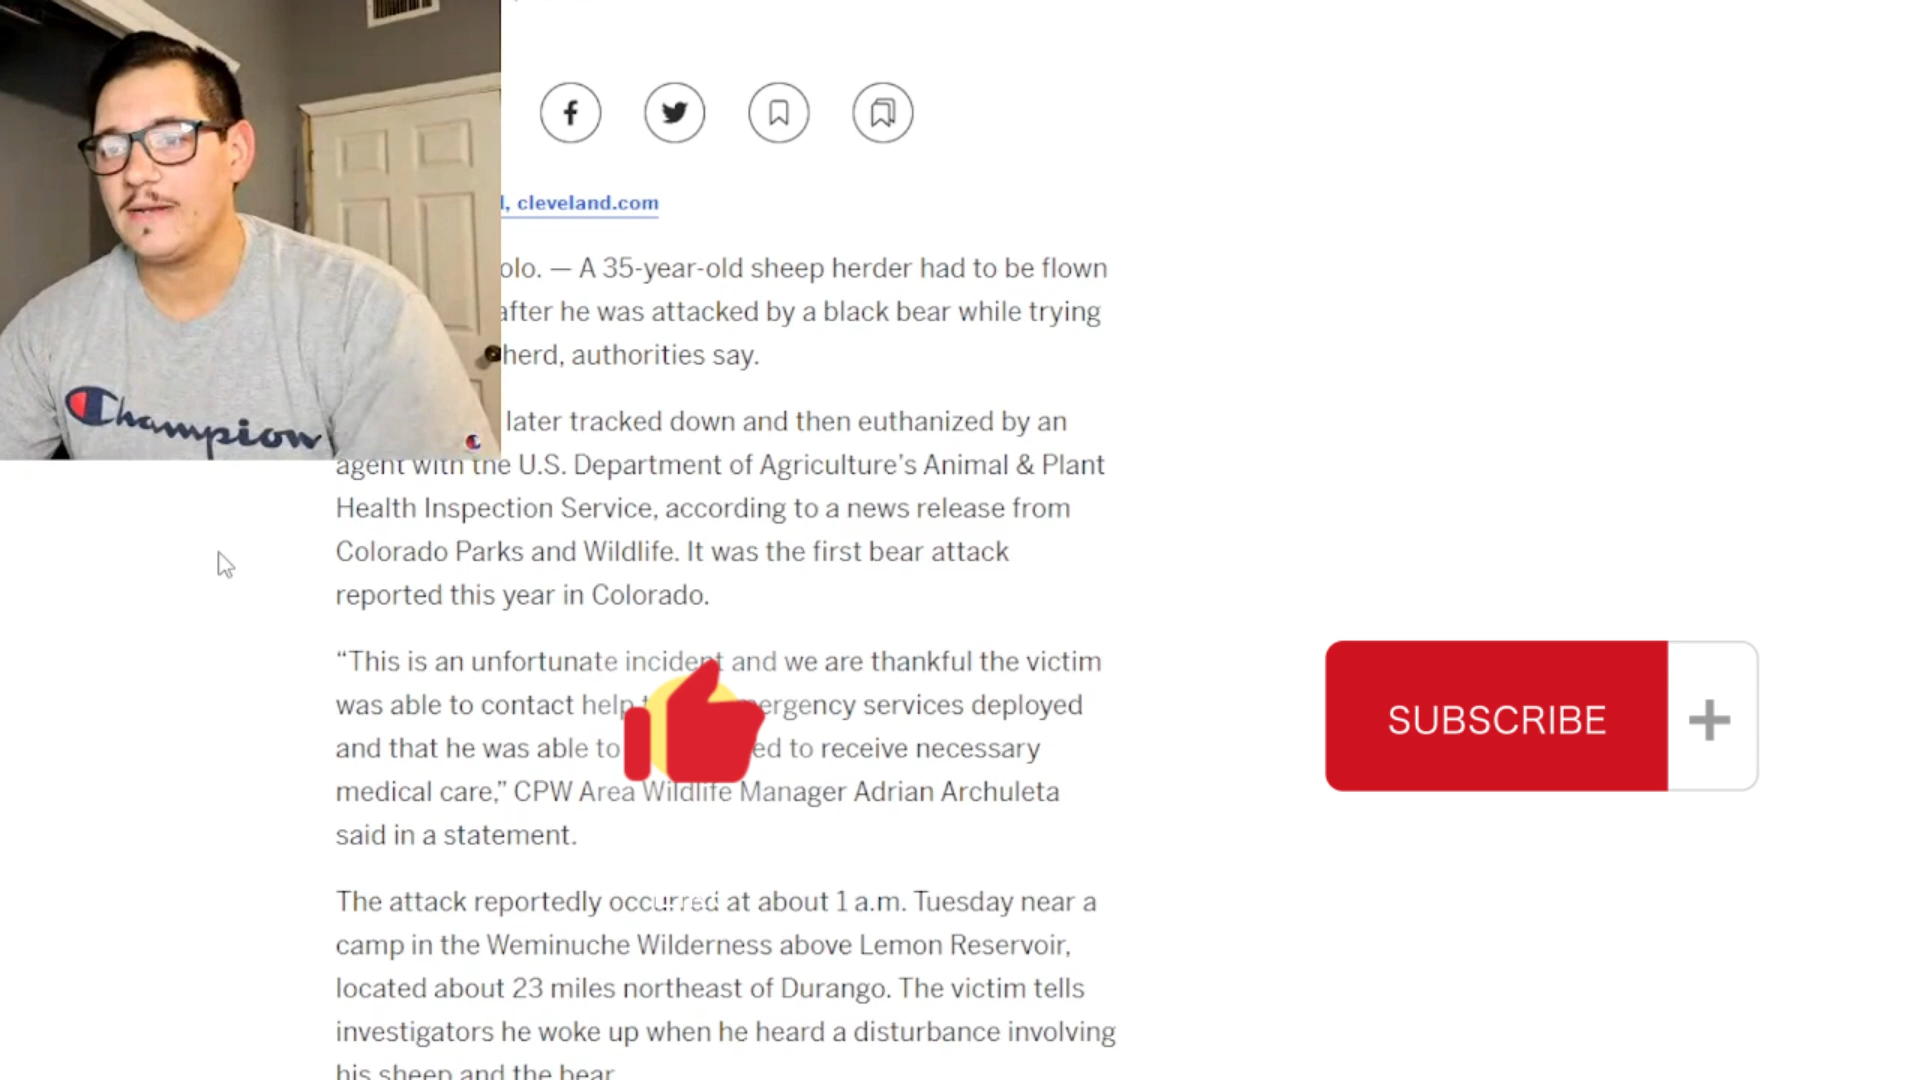 l, cleveland.com
olo. — A 35-year-old sheep herder had to be flown
after he was attacked by a black bear while trying
herd, authorities say.
later tracked down and then euthanized by an
agent with the U.S. Department of Agriculture’s Animal & Plant
Health Inspection Service, according to a news release from
Colorado Parks and Wildlife. It was the first bear attack
reported this year in Colorado.
“This is an unfortunate incident and we are thankful the victim
was able to contact help ergency services deployed
and that he was able to ed to receive necessary
medical care,” CPW Area Wildlife Manager Adrian Archuleta
said in a statement.
The attack reportedly occurred at about 1 a.m. Tuesday near a
camp in the Weminuche Wilderness above Lemon Reservoir,
located about 23 miles northeast of Durango. The victim tells
investigators he woke up when he heard a disturbance involving
his sheep and the bear.
Champion
SUBSCRIBE +